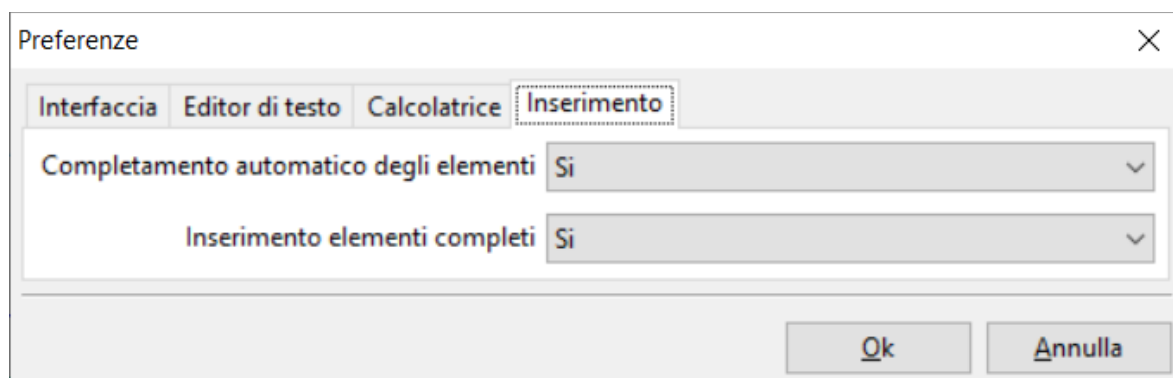 Preferenze
Interfaccia Editor di testo Calcolatrice Inserimento
Completamento automatico degli elementi Si
Inserimento elementi completi Si
Ok Annulla